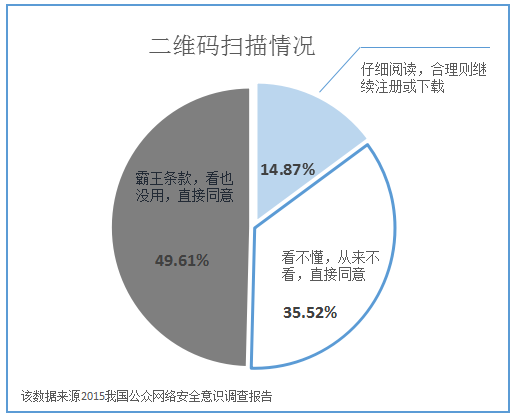 二维码扫描情况
仔细阅读，合理则继
续注册或下载
14.87%
霸王条款，看也
没用，直接同意
49.61%
看不懂，从来不
看，直接同意
35.52%
该数据来源2015我国公众网络安全意识调查报告